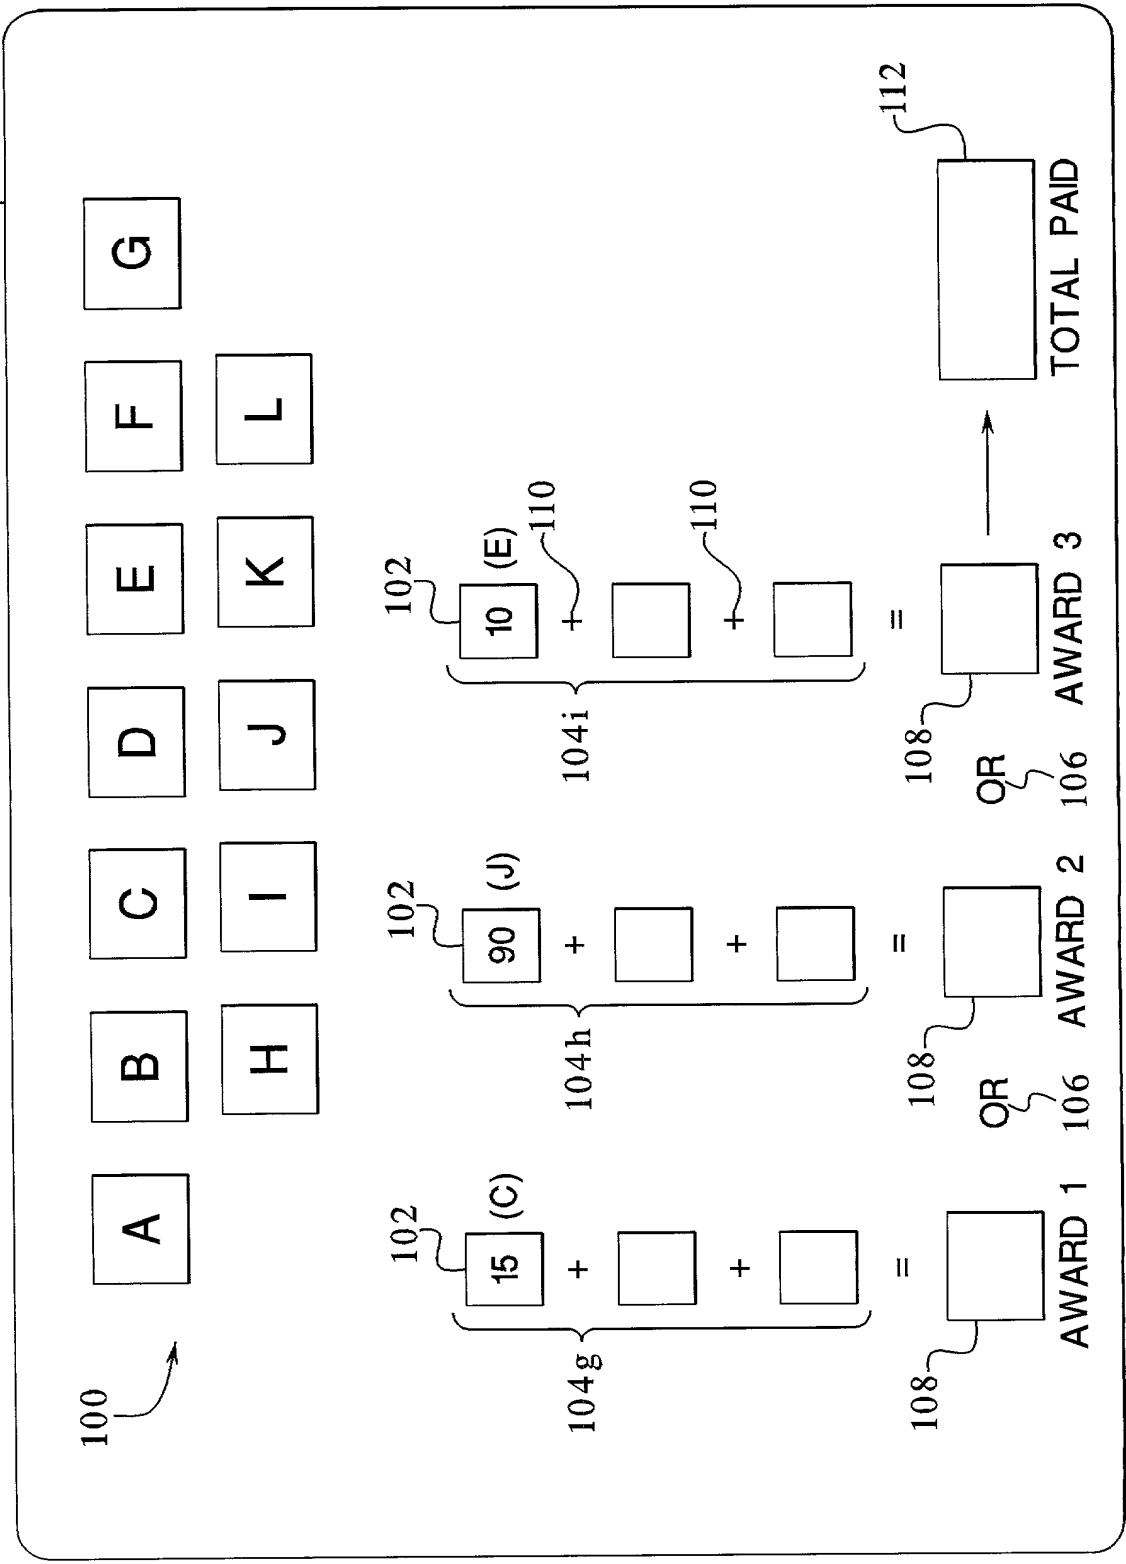 100
A B C D E F G
H I J K L
102 102 102
15 (C) 90 (J) 10 (E)
+ + + 110
104g 104h 104i
+ + + 110
= = =
108 108 108 112
OR OR
106 106
AWARD 1 AWARD 2 AWARD 3 TOTAL PAID